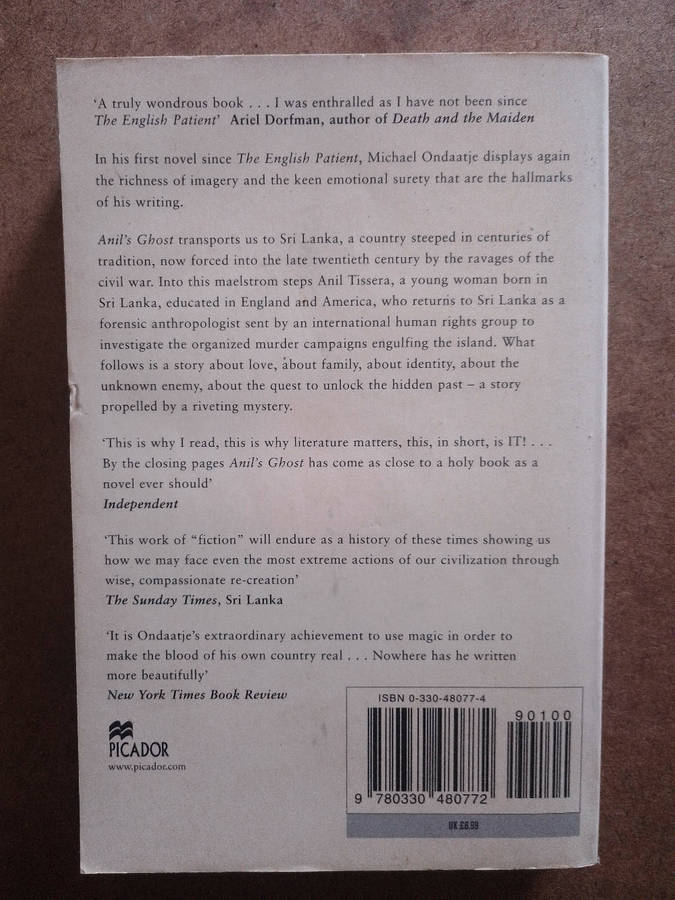 ‘A truly wondrous book . . . I was enthralled as I have not been since
The English Patient’ Ariel Dorfman, author of Death and the Maiden
In his first novel since The English Patient, Michael Ondaatje displays again
the richness of imagery and the keen emotional surety that are the hallmarks
of his writing.
Anil’s Ghost transports us to Sri Lanka, a country steeped in centuries of
tradition, now forced into the late twentieth century by the ravages of the
civil war. Into this maelstrom steps Anil Tissera, a young woman born in
Sri Lanka, educated in England and America, who returns to Sri Lanka as a
forensic anthropologist sent by an international human rights group to
investigate the organized murder campaigns engulfing the island. What
follows is a story about love, about family, about identity, about the
unknown enemy, about the quest to unlock the hidden past – a story
propelled by a riveting mystery.
‘This is why I read, this is why literature matters, this, in short, is IT! . . .
By the closing pages Anil’s Ghost has come as close to a holy book as a
novel ever should’
Independent
‘This work of “fiction” will endure as a history of these times showing us
how we may face even the most extreme actions of our civilization through
wise, compassionate re-creation’
The Sunday Times, Sri Lanka
‘It is Ondaatje’s extraordinary achievement to use magic in order to
make the blood of his own country real . . . Nowhere has he written
more beautifully’
New York Times Book Review
PICADOR
www.picador.com
ISBN 0-330-48077-4
90100
9 780330 480772
UK £6.99